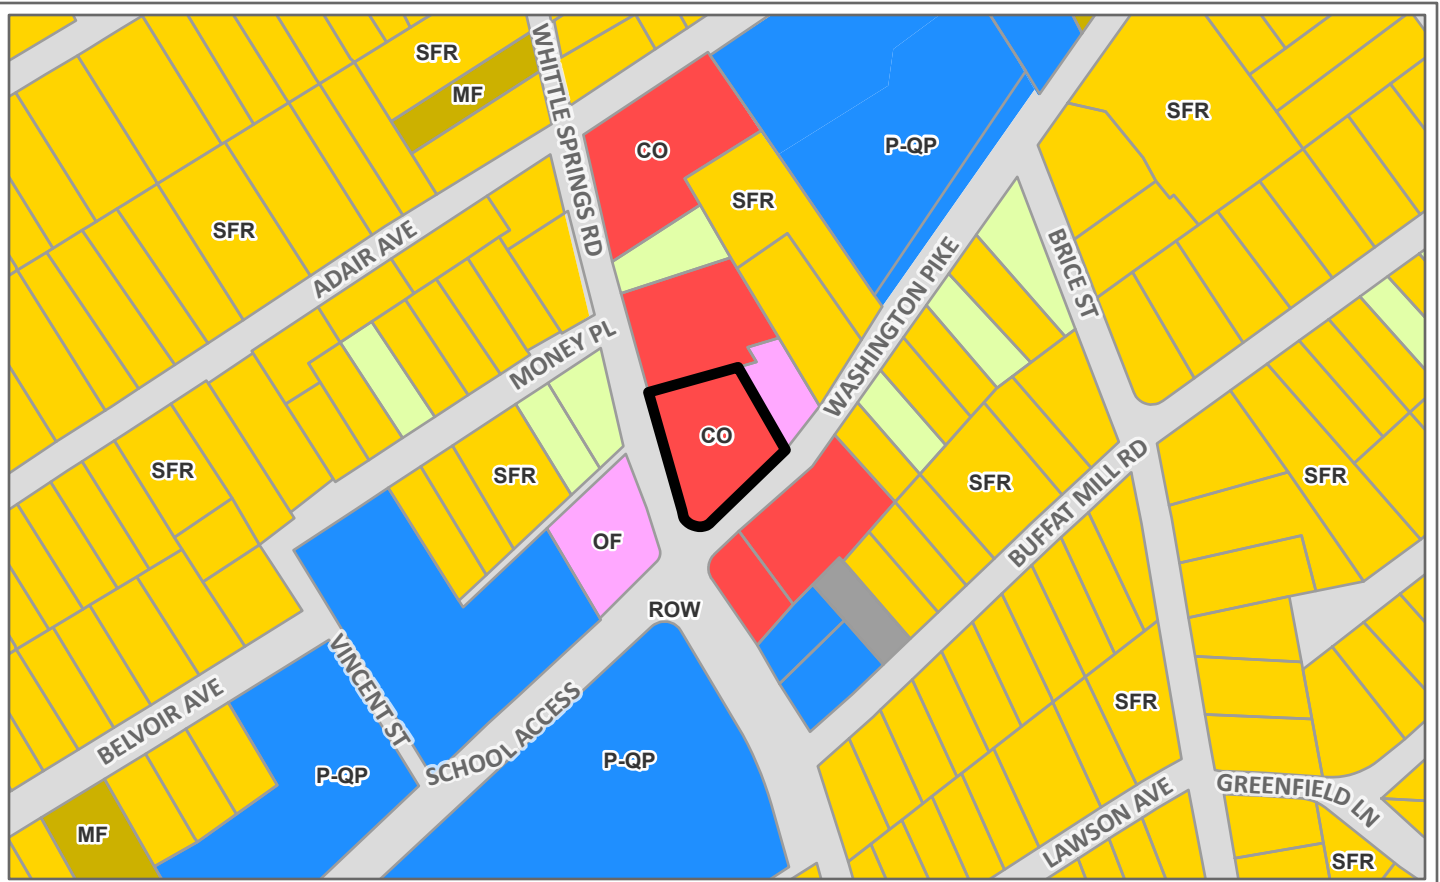 SFR
MF
WHITTLE SPRINGS RD
SFR
CO
P-QP
SFR
SFR
ADAIR AVE
BRICE ST
WASHINGTON PIKE
MONEY PL
CO
SFR
SFR
SFR
SFR
BUFFAT MILL RD
OF
ROW
VINCENT ST
BELVOIR AVE
SCHOOL ACCESS
SFR
P-QP
P-QP
GREENFIELD LN
LAWSON AVE
MF
SFR